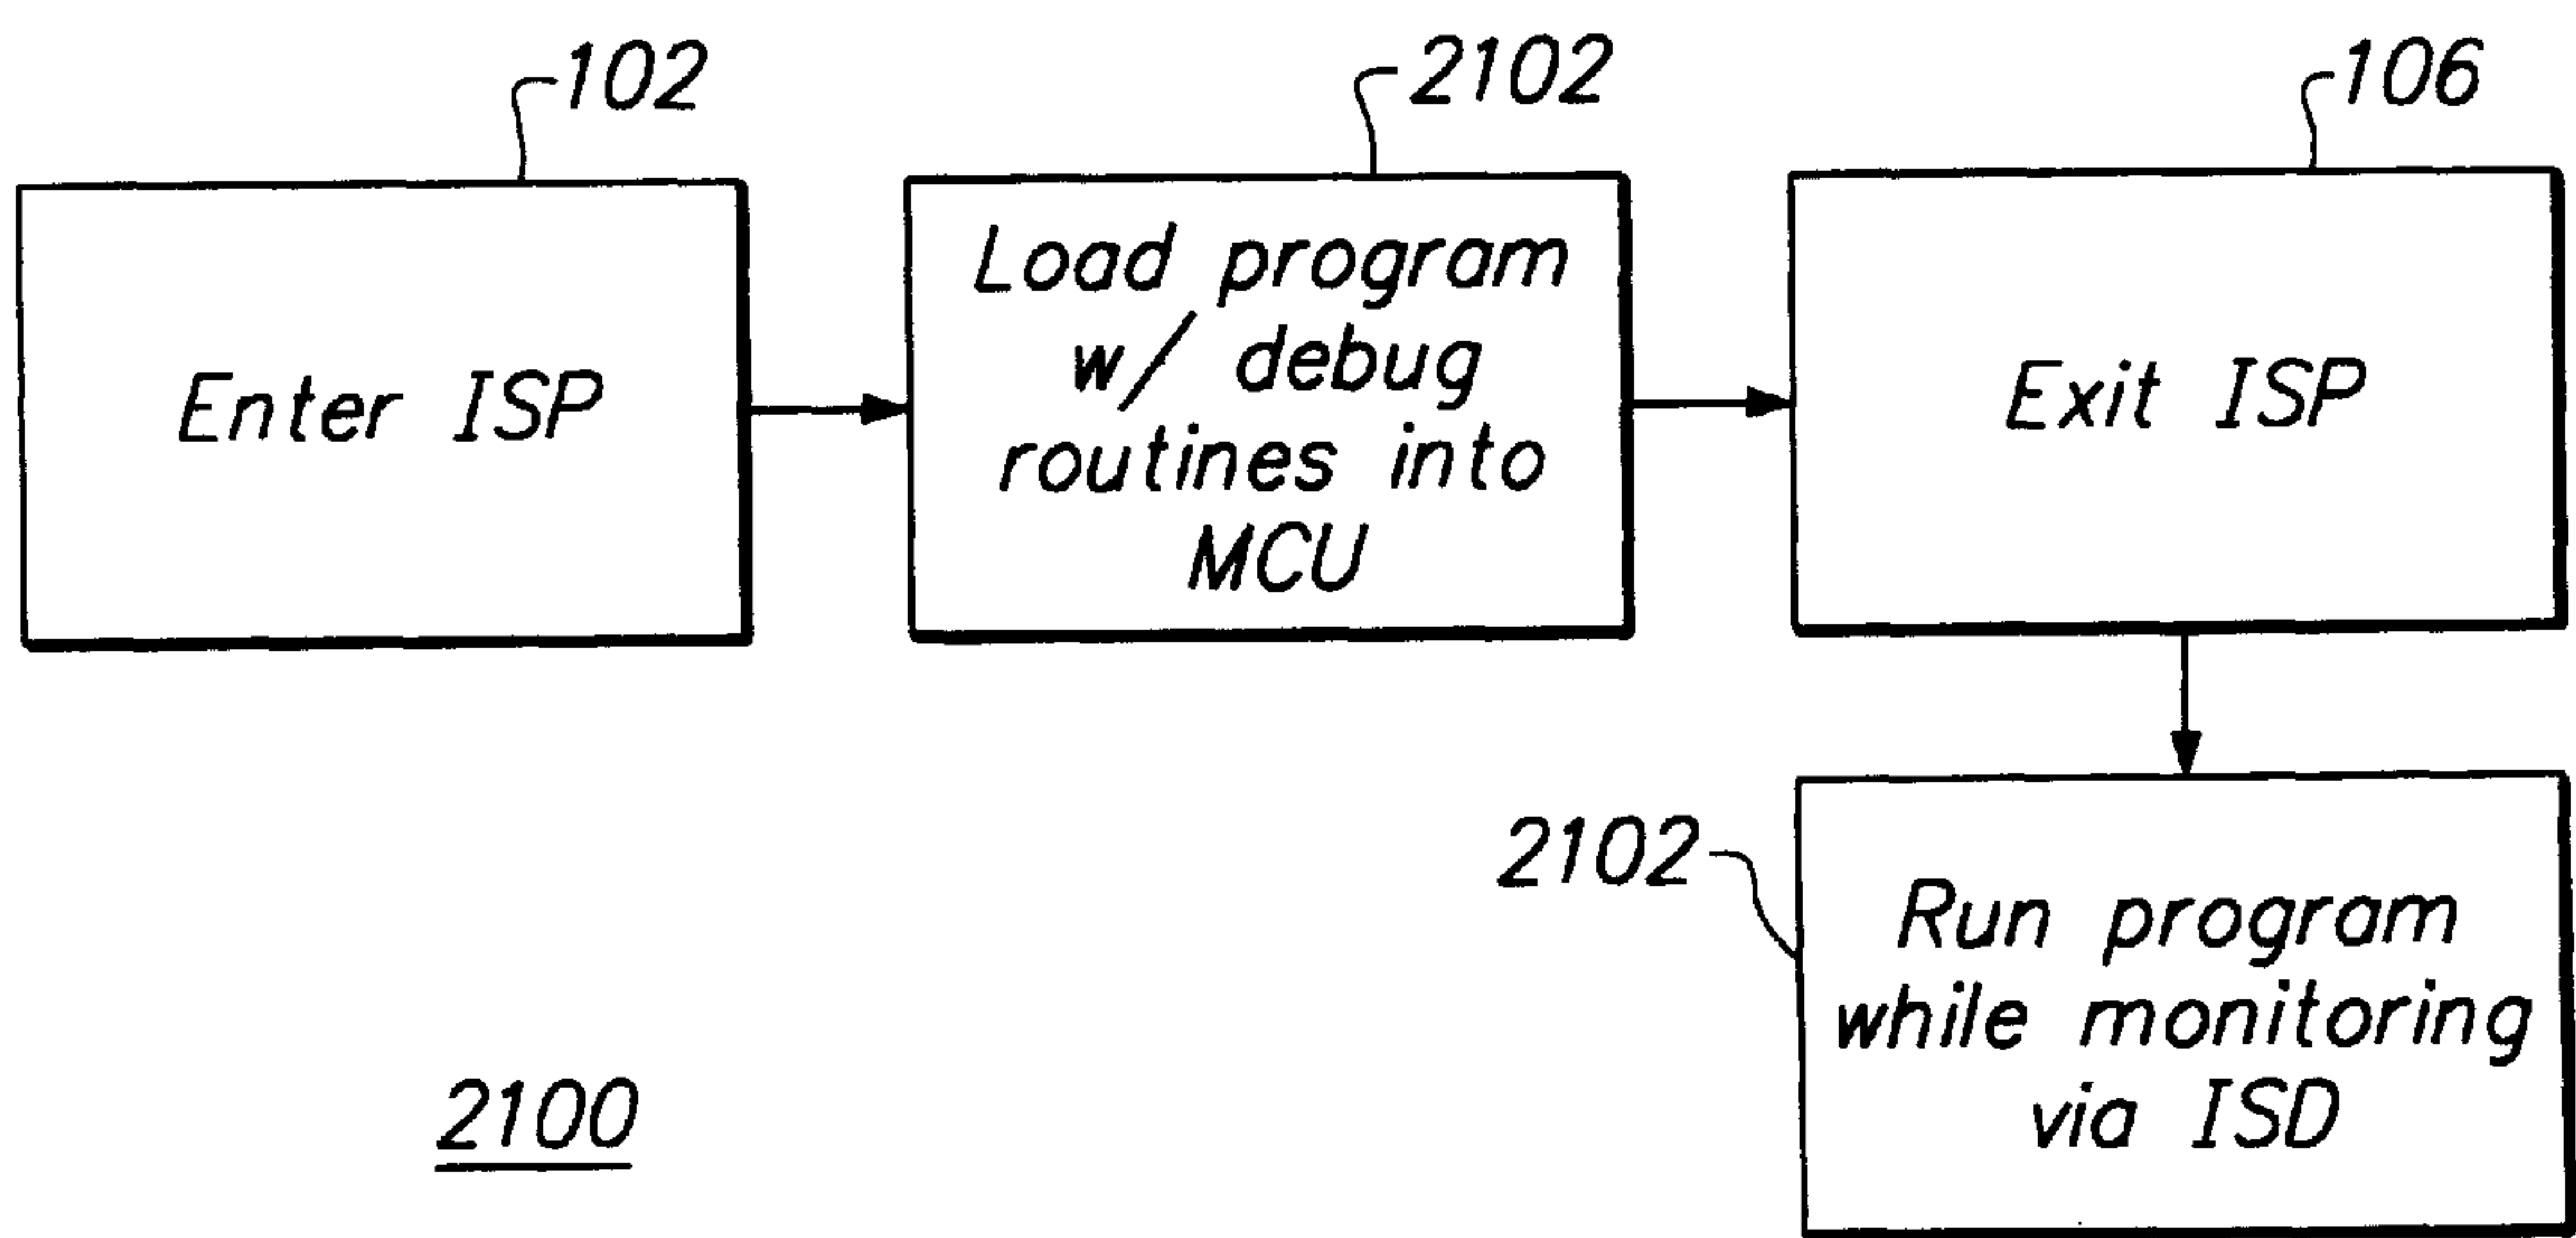 102
2102
106
Enter ISP
Load program
w/ debug
routines into
MCU
Exit ISP
2102
Run program
while monitoring
via ISD
2100